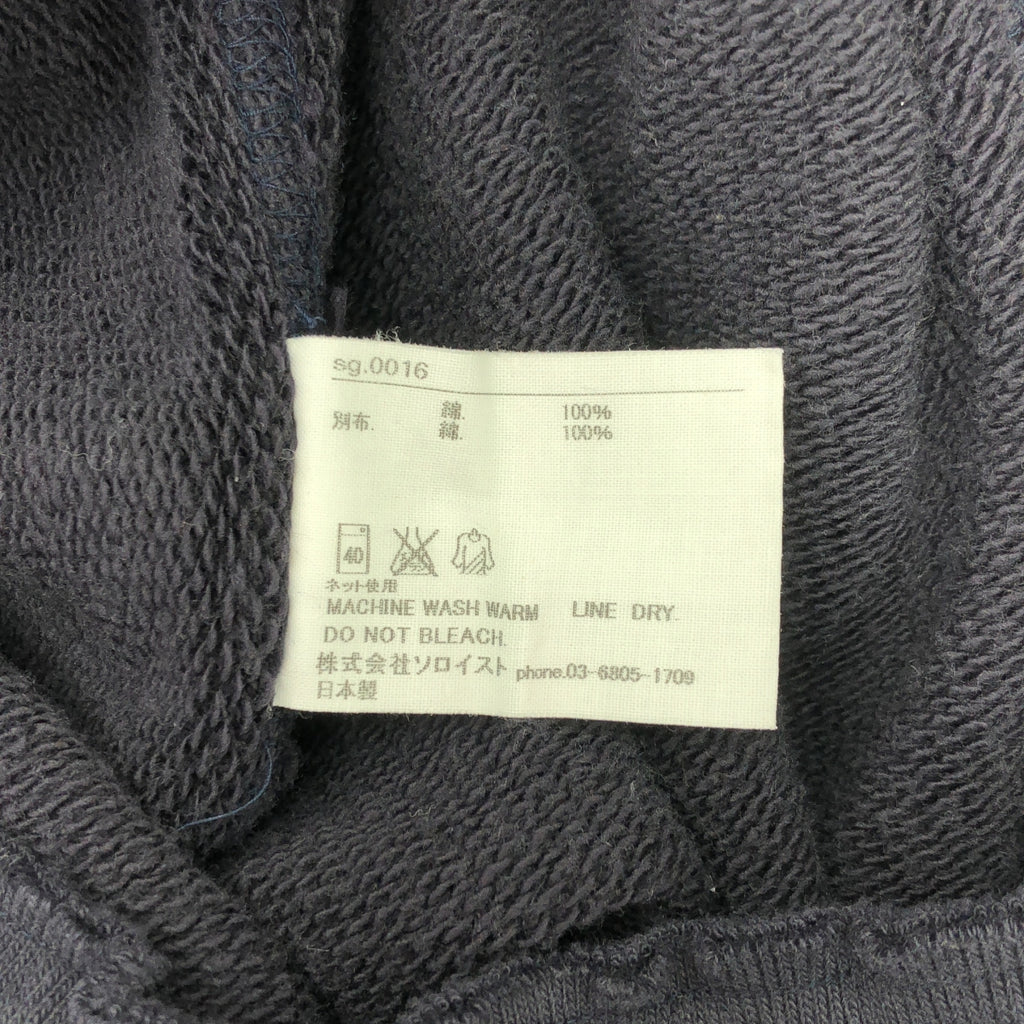 sg.0016
綿. 100%
別布. 綿. 100%
40
ネット使用
MACHINE WASH WARM LINE DRY.
DO NOT BLEACH.
株式会社ソロイスト phone.03-6805-1709
日本製